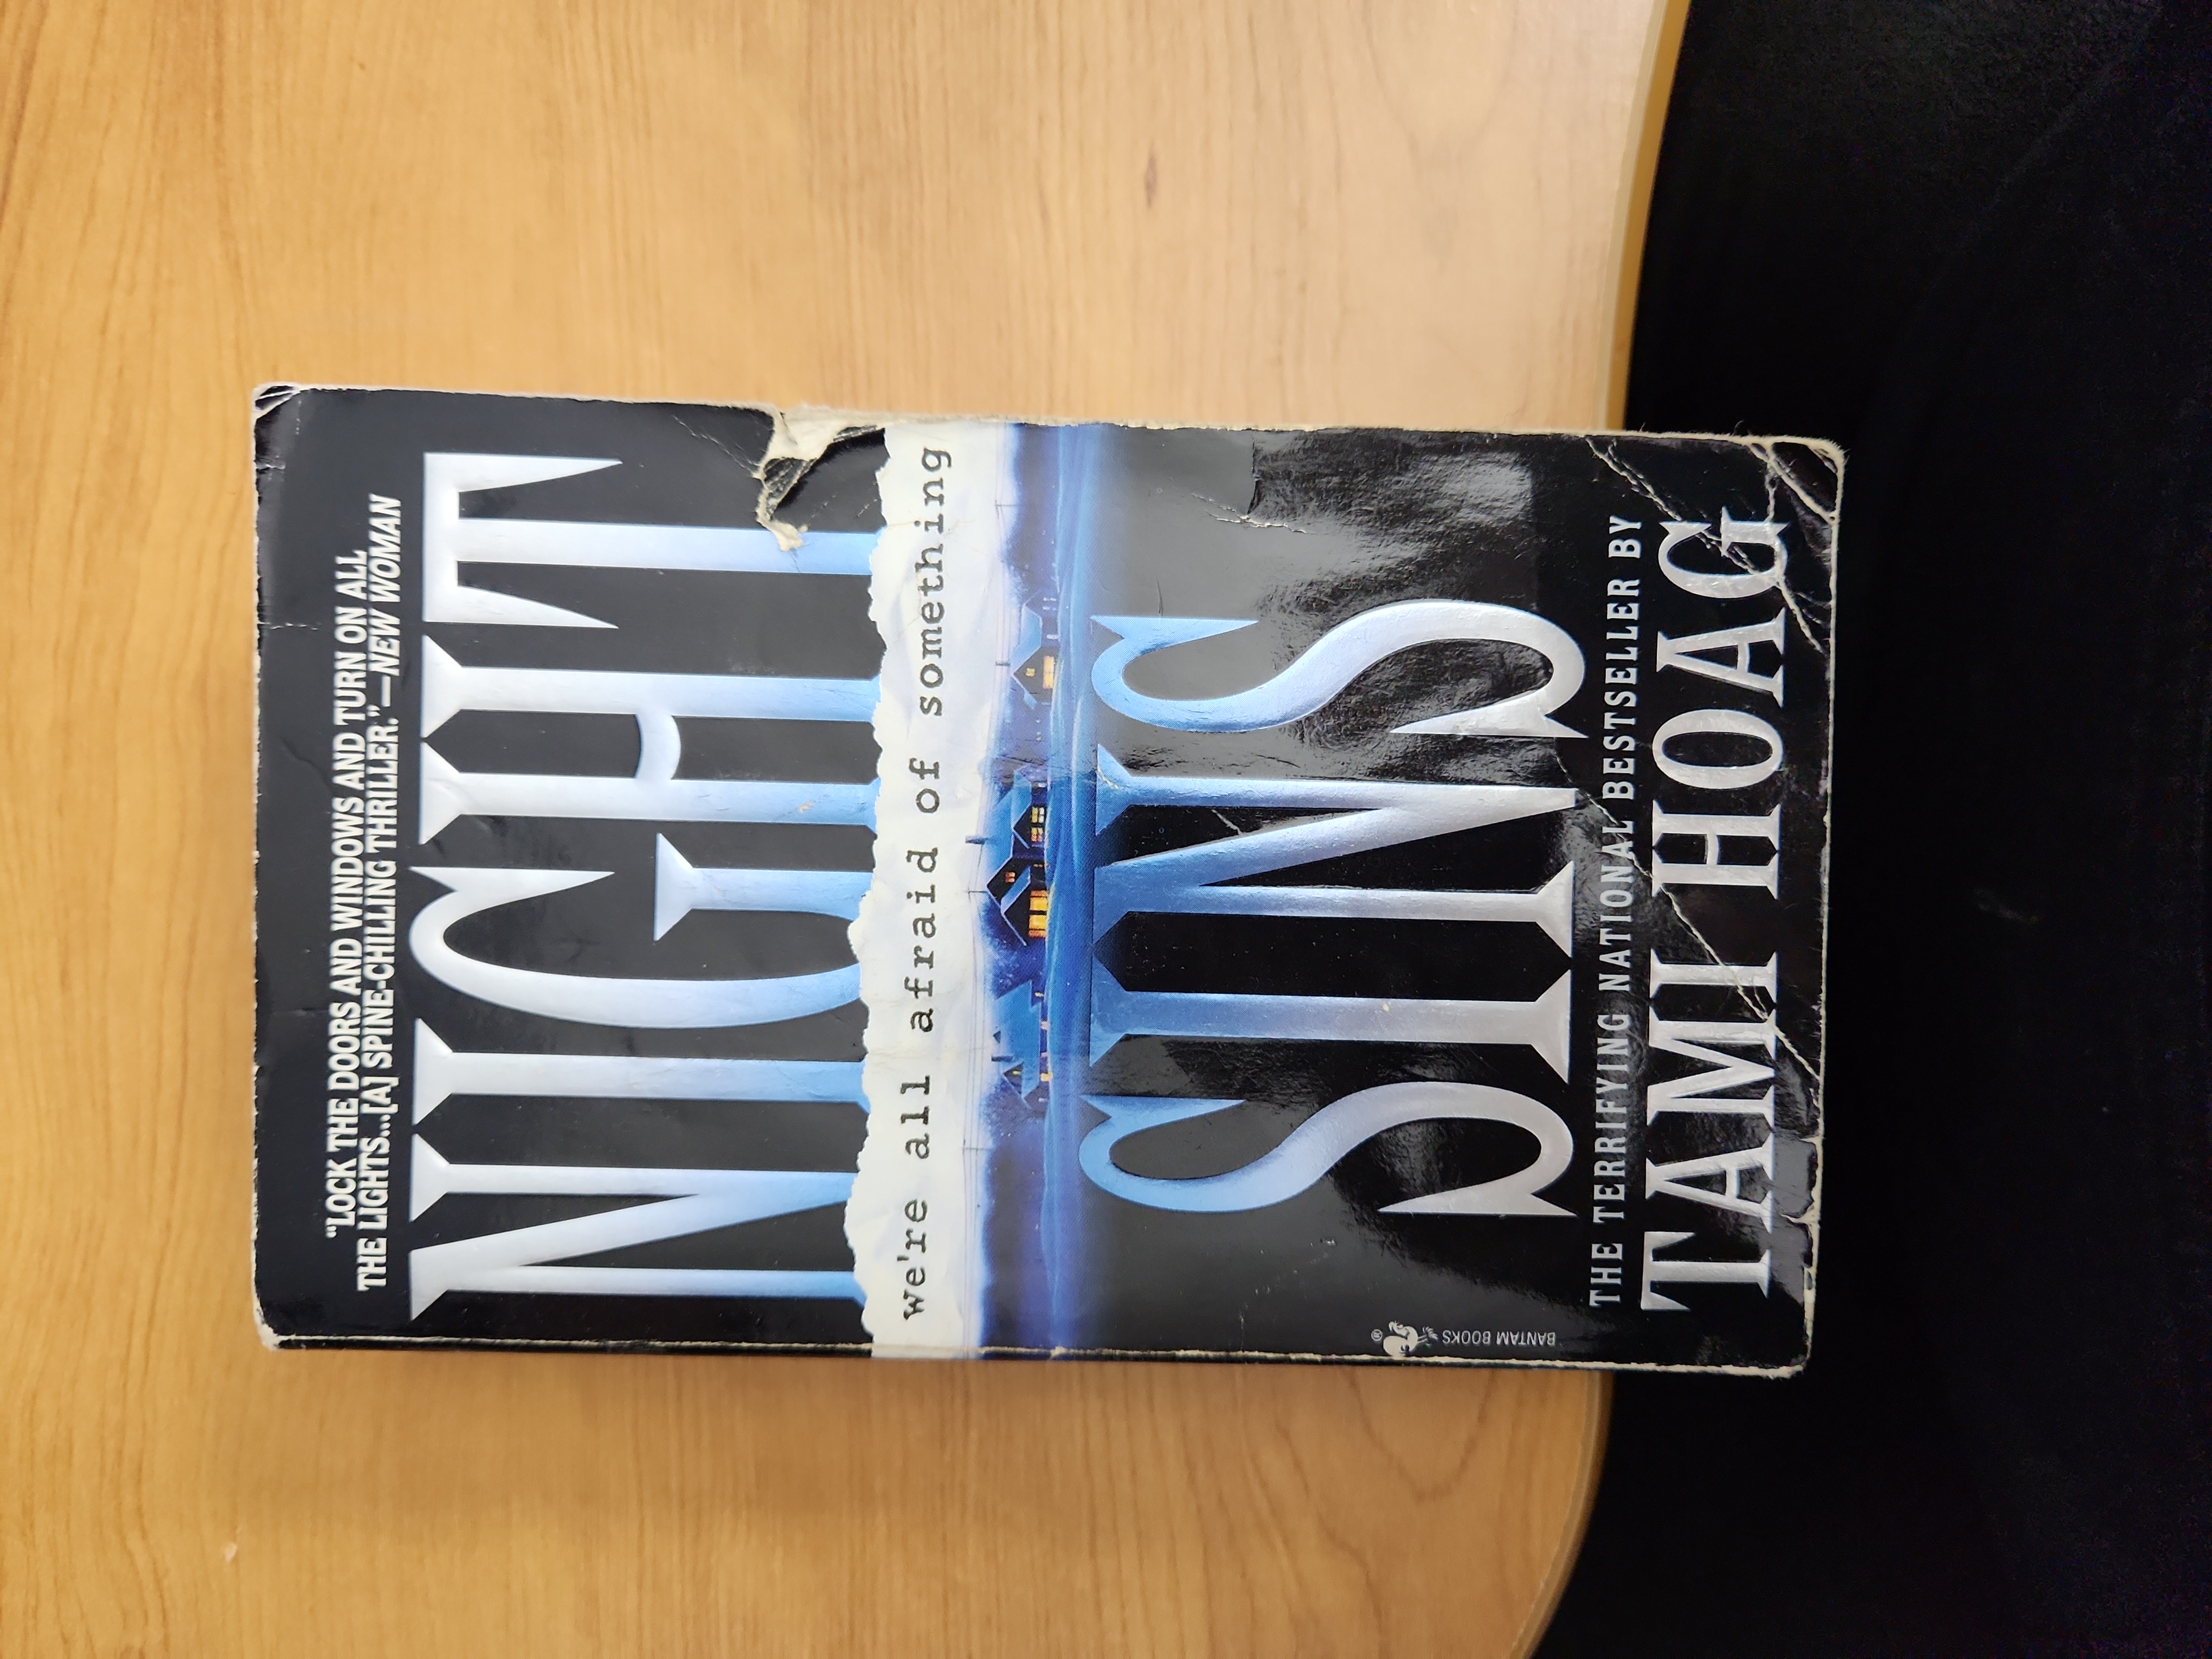 “LOCK THE DOORS AND WINDOWS AND TURN ON ALL
THE LIGHTS...[A] SPINE-CHILLING THRILLER.”—NEW WOMAN
NIGHT
we're all afraid of something
SINS
BANTAM BOOKS
®
THE TERRIFYING NATIONAL BESTSELLER BY
TAMI HOAG